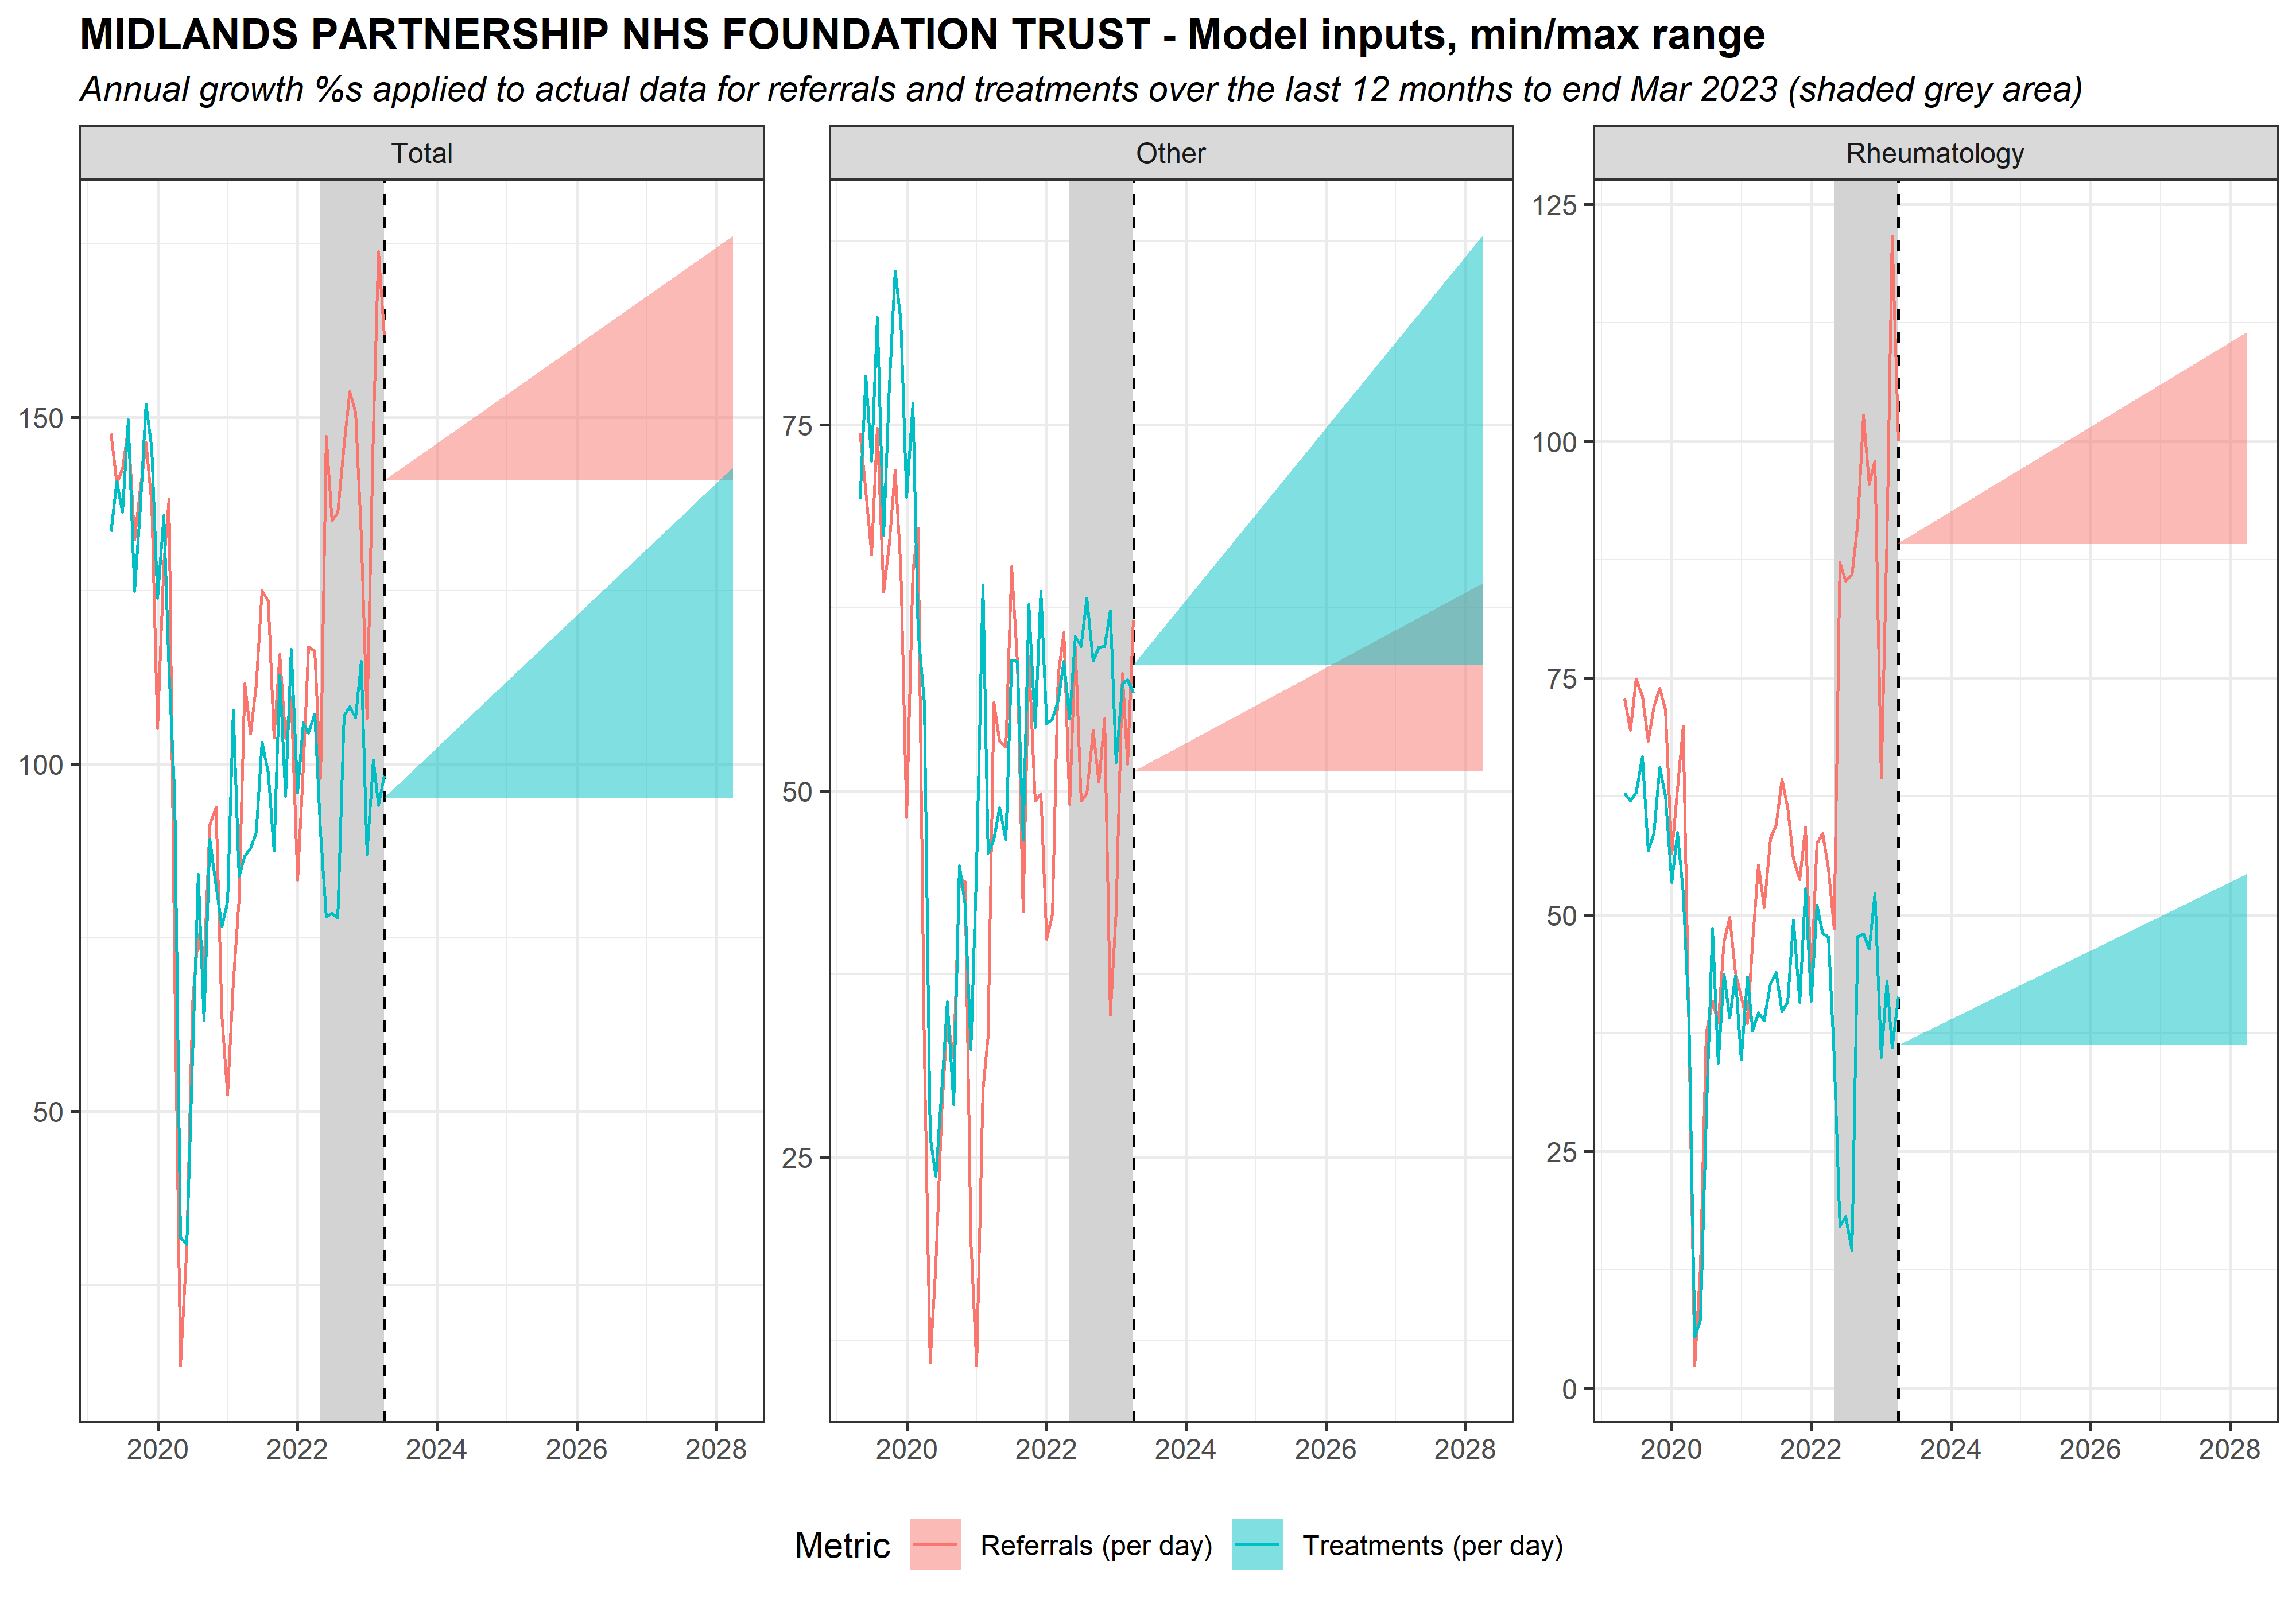 MIDLANDS PARTNERSHIP NHS FOUNDATION TRUST - Model inputs, min/max range
Annual growth %s applied to actual data for referrals and treatments over the last 12 months to end Mar 2023 (shaded grey area)
Total
150
100
50
2020 2022 2024 2026 2028
Other
75
50
25
2020 2022 2024 2026 2028
Rheumatology
125
100
75
50
25
0
2020 2022 2024 2026 2028
Metric Referrals (per day) Treatments (per day)